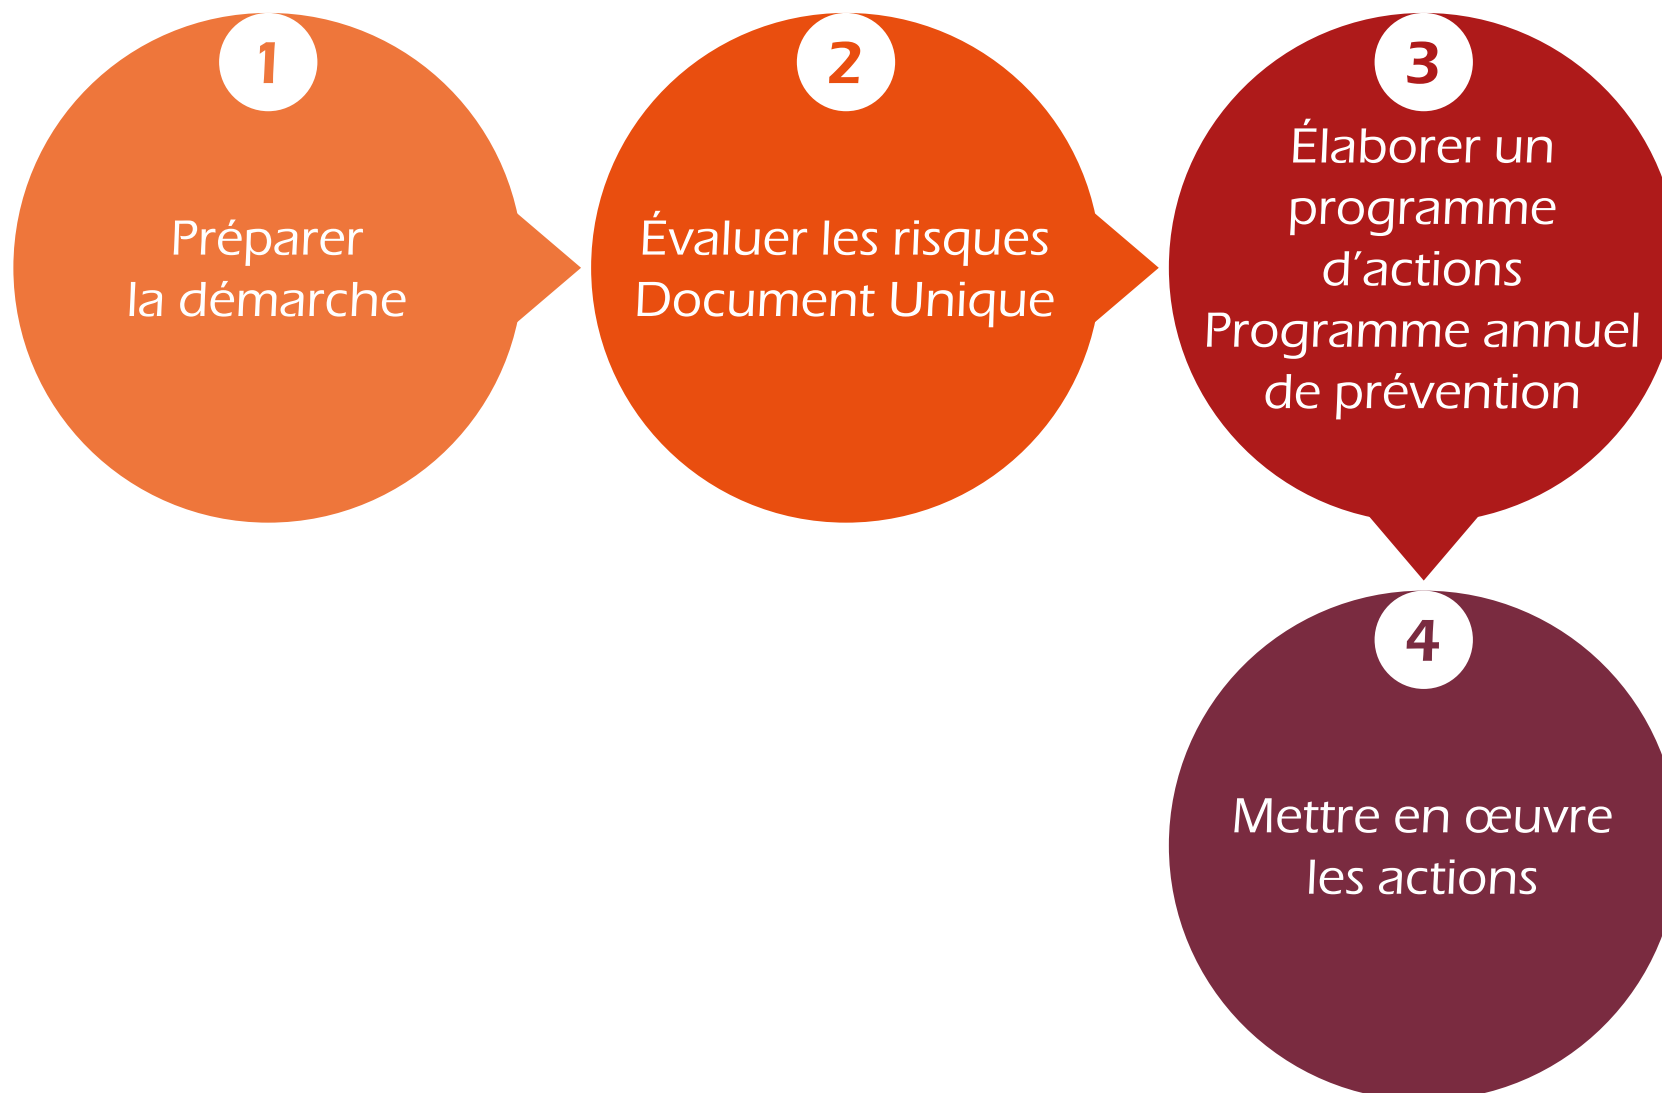 1
Préparer
la démarche
2
Évaluer les risques
Document Unique
3
Élaborer un
programme
d’actions
Programme annuel
de prévention
4
Mettre en œuvre
les actions